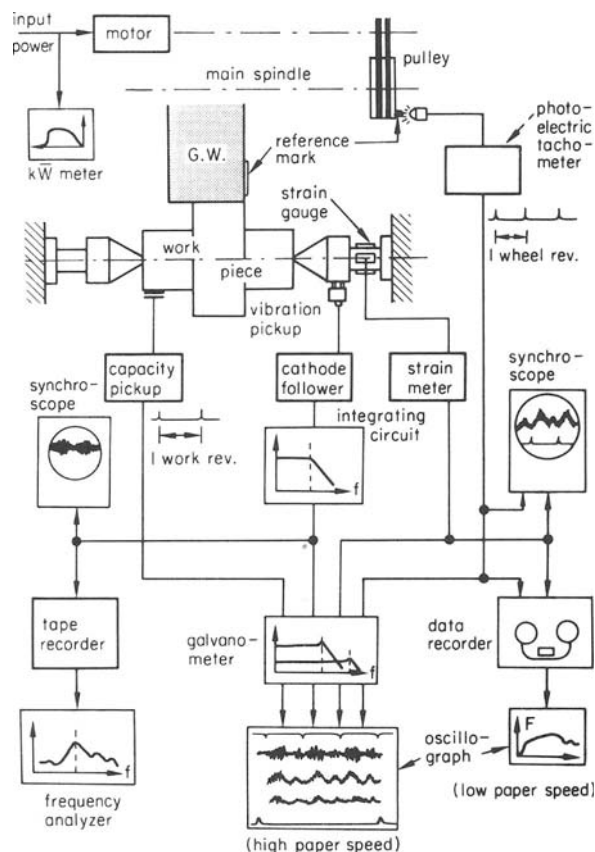 input
power
motor
pulley
main spindle
kW meter
G.W.
reference
mark
photo-
electric
tacho-
meter
strain
gauge
I wheel rev.
work
piece
vibration
pickup
capacity
pickup
cathode
follower
strain
meter
synchro-
scope
synchro-
scope
I work rev.
integrating
circuit
f
tape
recorder
galvano-
meter
f
data
recorder
f
frequency
analyzer
oscillo-
graph
F
(low paper speed)
(high paper speed)